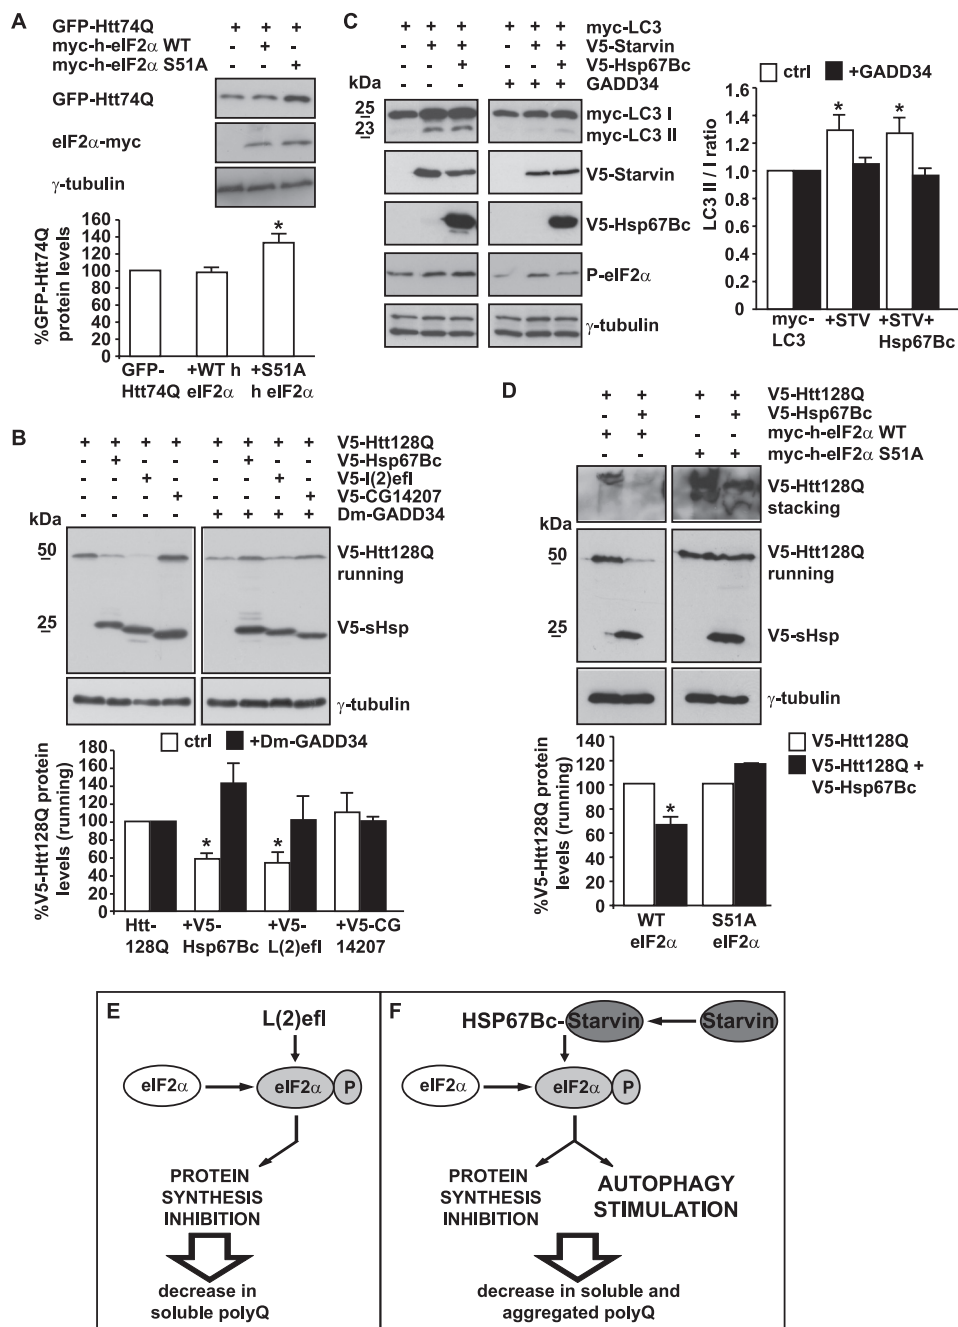 A
GFP-Htt74Q + + +
myc-h-eIF2α WT - + -
myc-h-eIF2α S51A - - +
GFP-Htt74Q
eIF2α-myc
γ-tubulin
%GFP-Htt74Q
protein levels
160
140
120
100
80
60
40
20
0
*
GFP-
Htt74Q
+WT h
eIF2α
+S51A
h eIF2α
B
+ + + + + + + + V5-Htt128Q
- + - - - + - - V5-Hsp67Bc
- - + - - - + - V5-l(2)efl
- - - + - - - + V5-CG14207
- - - - + + + + Dm-GADD34
kDa
50
25
V5-Htt128Q
running
V5-sHsp
γ-tubulin
ctrl
+Dm-GADD34
%V5-Htt128Q protein
levels (running)
180
160
140
120
100
80
60
40
20
0
* *
Htt-
128Q
+V5-
Hsp67Bc
+V5-
L(2)efl
+V5-CG
14207
C
+ + + + + + myc-LC3
- + + - + + V5-Starvin
- - + - - + V5-Hsp67Bc
- - - + + + GADD34
kDa
25
23
myc-LC3 I
myc-LC3 II
V5-Starvin
V5-Hsp67Bc
P-eIF2α
γ-tubulin
ctrl
+GADD34
LC3 II / I ratio
1.6
1.4
1.2
1.0
0.8
0.6
0.4
0.2
0
* *
myc-
LC3
+STV
+STV+
Hsp67Bc
D
+ + + + V5-Htt128Q
- + - + V5-Hsp67Bc
+ + - - myc-h-eIF2α WT
- - + + myc-h-eIF2α S51A
V5-Htt128Q
stacking
kDa
50
25
V5-Htt128Q
running
V5-sHsp
γ-tubulin
V5-Htt128Q
V5-Htt128Q +
V5-Hsp67Bc
%V5-Htt128Q protein
levels (running)
120
100
80
60
40
20
0
*
WT
eIF2α
S51A
eIF2α
E
L(2)efl
eIF2α
eIF2α
P
PROTEIN
SYNTHESIS
INHIBITION
decrease in
soluble polyQ
F
HSP67Bc-Starvin
Starvin
eIF2α
eIF2α
P
PROTEIN
SYNTHESIS
INHIBITION
AUTOPHAGY
STIMULATION
decrease in soluble and
aggregated polyQ